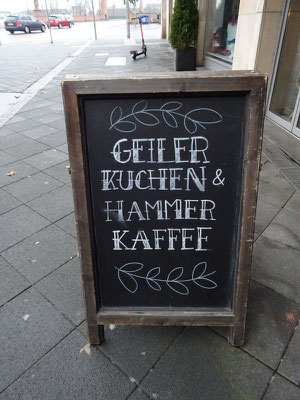 GEILER
KUCHEN &
HAMMER
KAFFEE